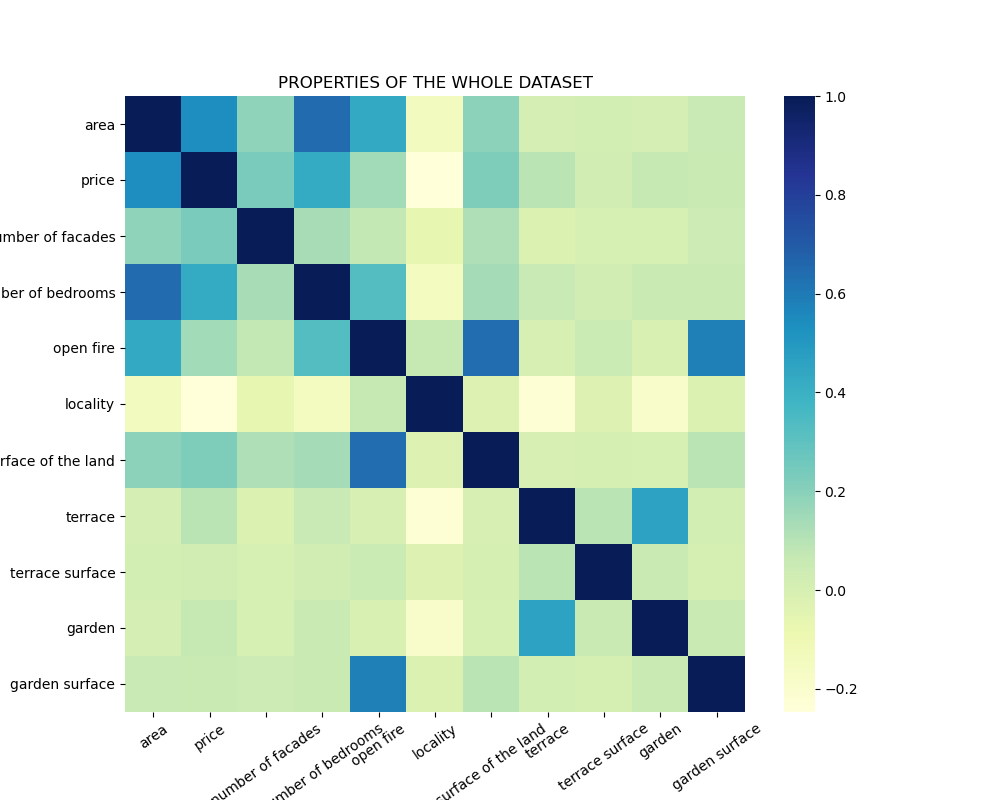 PROPERTIES OF THE WHOLE DATASET
area
price
umber of facades
ber of bedrooms
open fire
locality
rface of the land
terrace
terrace surface
garden
garden surface
area
price
number of facades
number of bedrooms
open fire
locality
surface of the land
terrace
terrace surface
garden
garden surface
1.0
0.8
0.6
0.4
0.2
0.0
−0.2